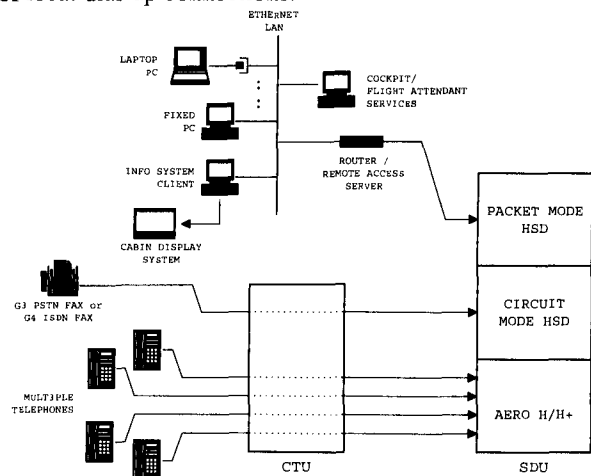 ETHERNET
LAN
LAPTOP
PC
COCKPIT/
FLIGHT ATTENDANT
SERVICES
FIXED
PC
ROUTER /
REMOTE ACCESS
SERVER
INFO SYSTEM
CLIENT
CABIN DISPLAY
SYSTEM
PACKET MODE
HSD
G3 PSTN FAX or
G4 ISDN FAX
CIRCUIT
MODE HSD
MULTIPLE
TELEPHONES
AERO H/H+
CTU
SDU